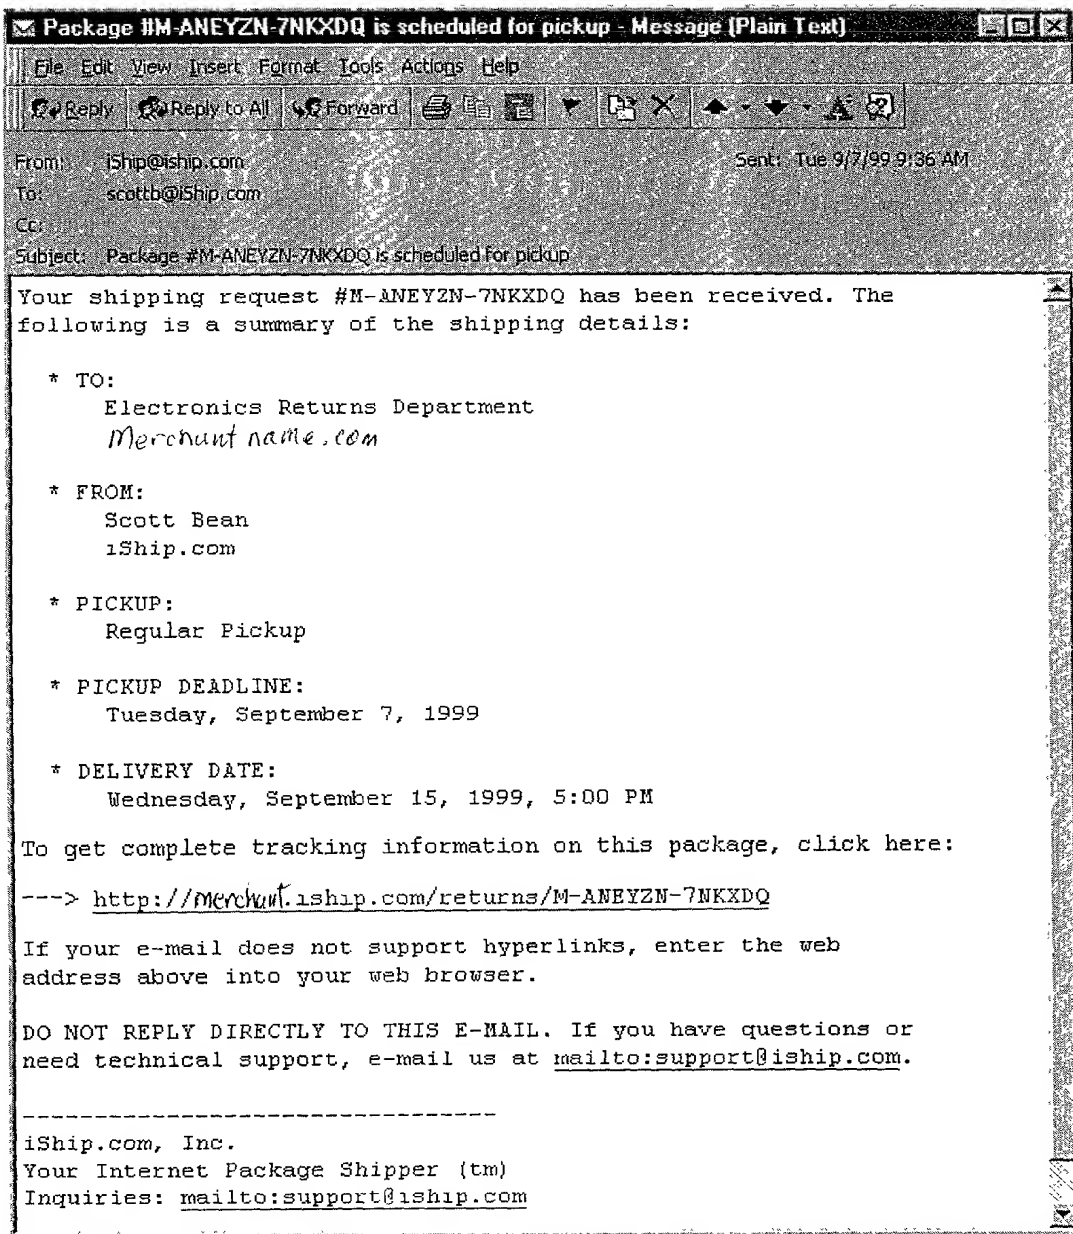 Package #M-ANEYZN-7NKXDQ is scheduled for pickup - Message (Plain Text)
File Edit View Insert Format Tools Actions Help
Reply Reply to All Forward
From: iShip@iship.com Sent: Tue 9/7/99 9:36 AM
To: scottb@iShip.com
Cc:
Subject: Package #M-ANEYZN-7NKXDQ is scheduled for pickup
Your shipping request #M-ANEYZN-7NKXDQ has been received. The
following is a summary of the shipping details:
* TO:
Electronics Returns Department
Merchant name.com
* FROM:
Scott Bean
iShip.com
* PICKUP:
Regular Pickup
* PICKUP DEADLINE:
Tuesday, September 7, 1999
* DELIVERY DATE:
Wednesday, September 15, 1999, 5:00 PM
To get complete tracking information on this package, click here:
---> http://merchant.iship.com/returns/M-ANEYZN-7NKXDQ
If your e-mail does not support hyperlinks, enter the web
address above into your web browser.
DO NOT REPLY DIRECTLY TO THIS E-MAIL. If you have questions or
need technical support, e-mail us at mailto:support@iship.com.
---------------------------------
iShip.com, Inc.
Your Internet Package Shipper (tm)
Inquiries: mailto:support@iship.com